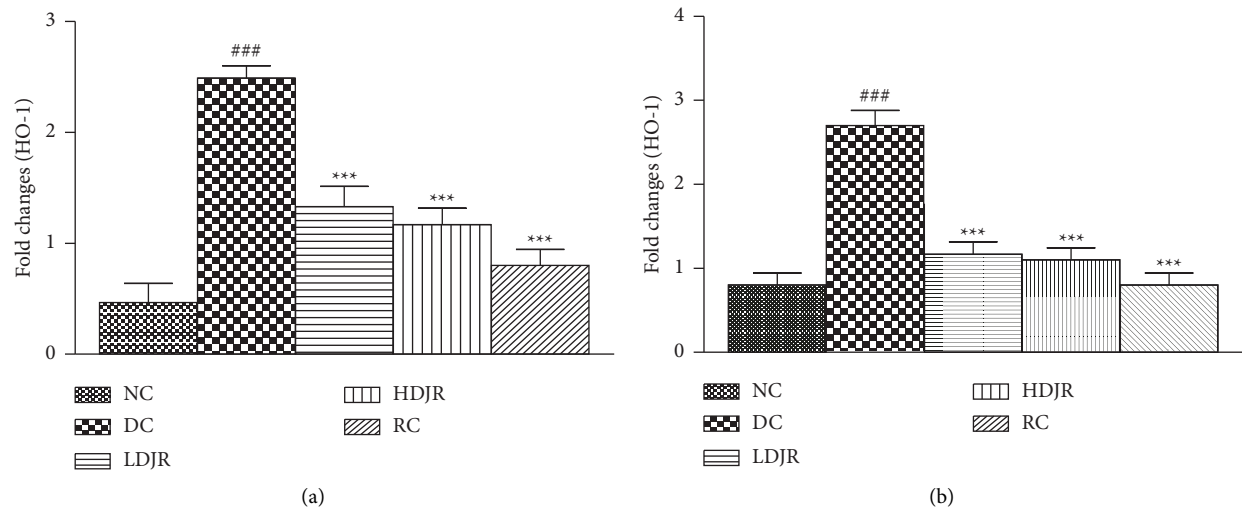 Fold changes (HO-1)
3
2
1
0
###
***
***
***
NC
DC
LDJR
HDJR
RC
(a)
Fold changes (HO-1)
4
3
2
1
0
###
***
***
***
NC
DC
LDJR
HDJR
RC
(b)